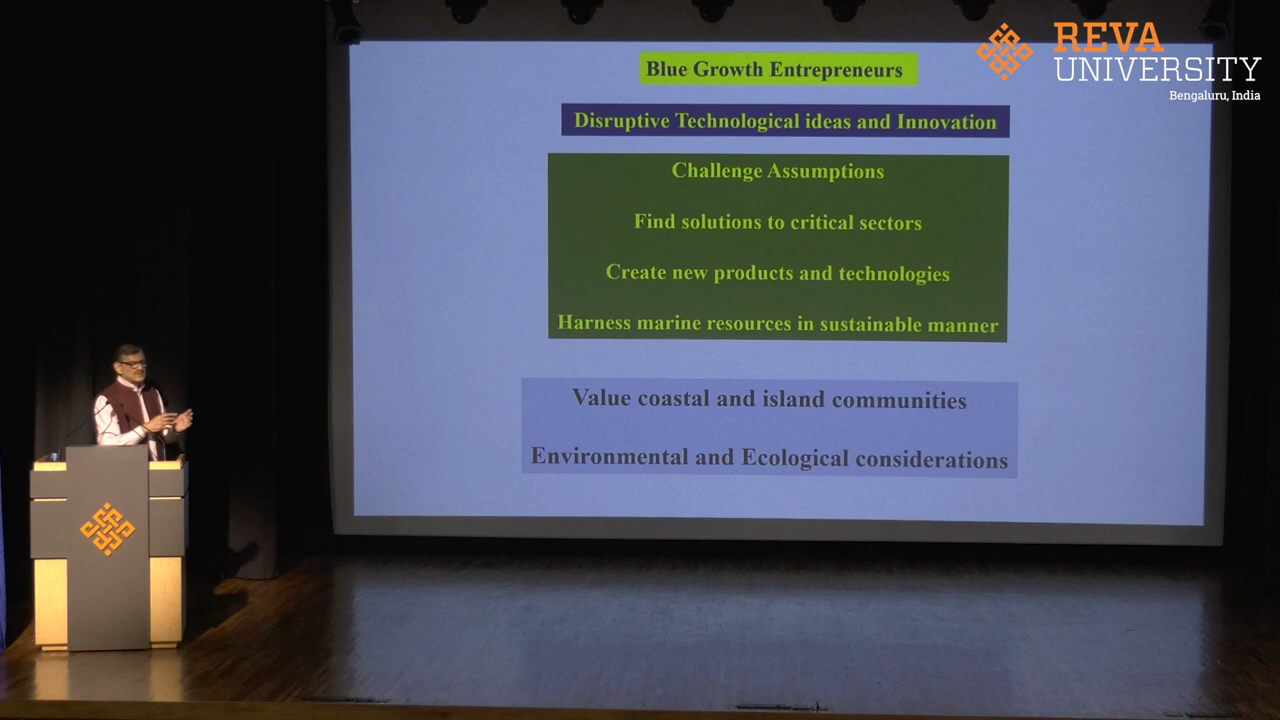 Blue Growth Entrepreneurs
REVA
UNIVERSITY
Bengaluru, India
Disruptive Technological ideas and Innovation
Challenge Assumptions
Find solutions to critical sectors
Create new products and technologies
Harness marine resources in sustainable manner
Value coastal and island communities
Environmental and Ecological considerations